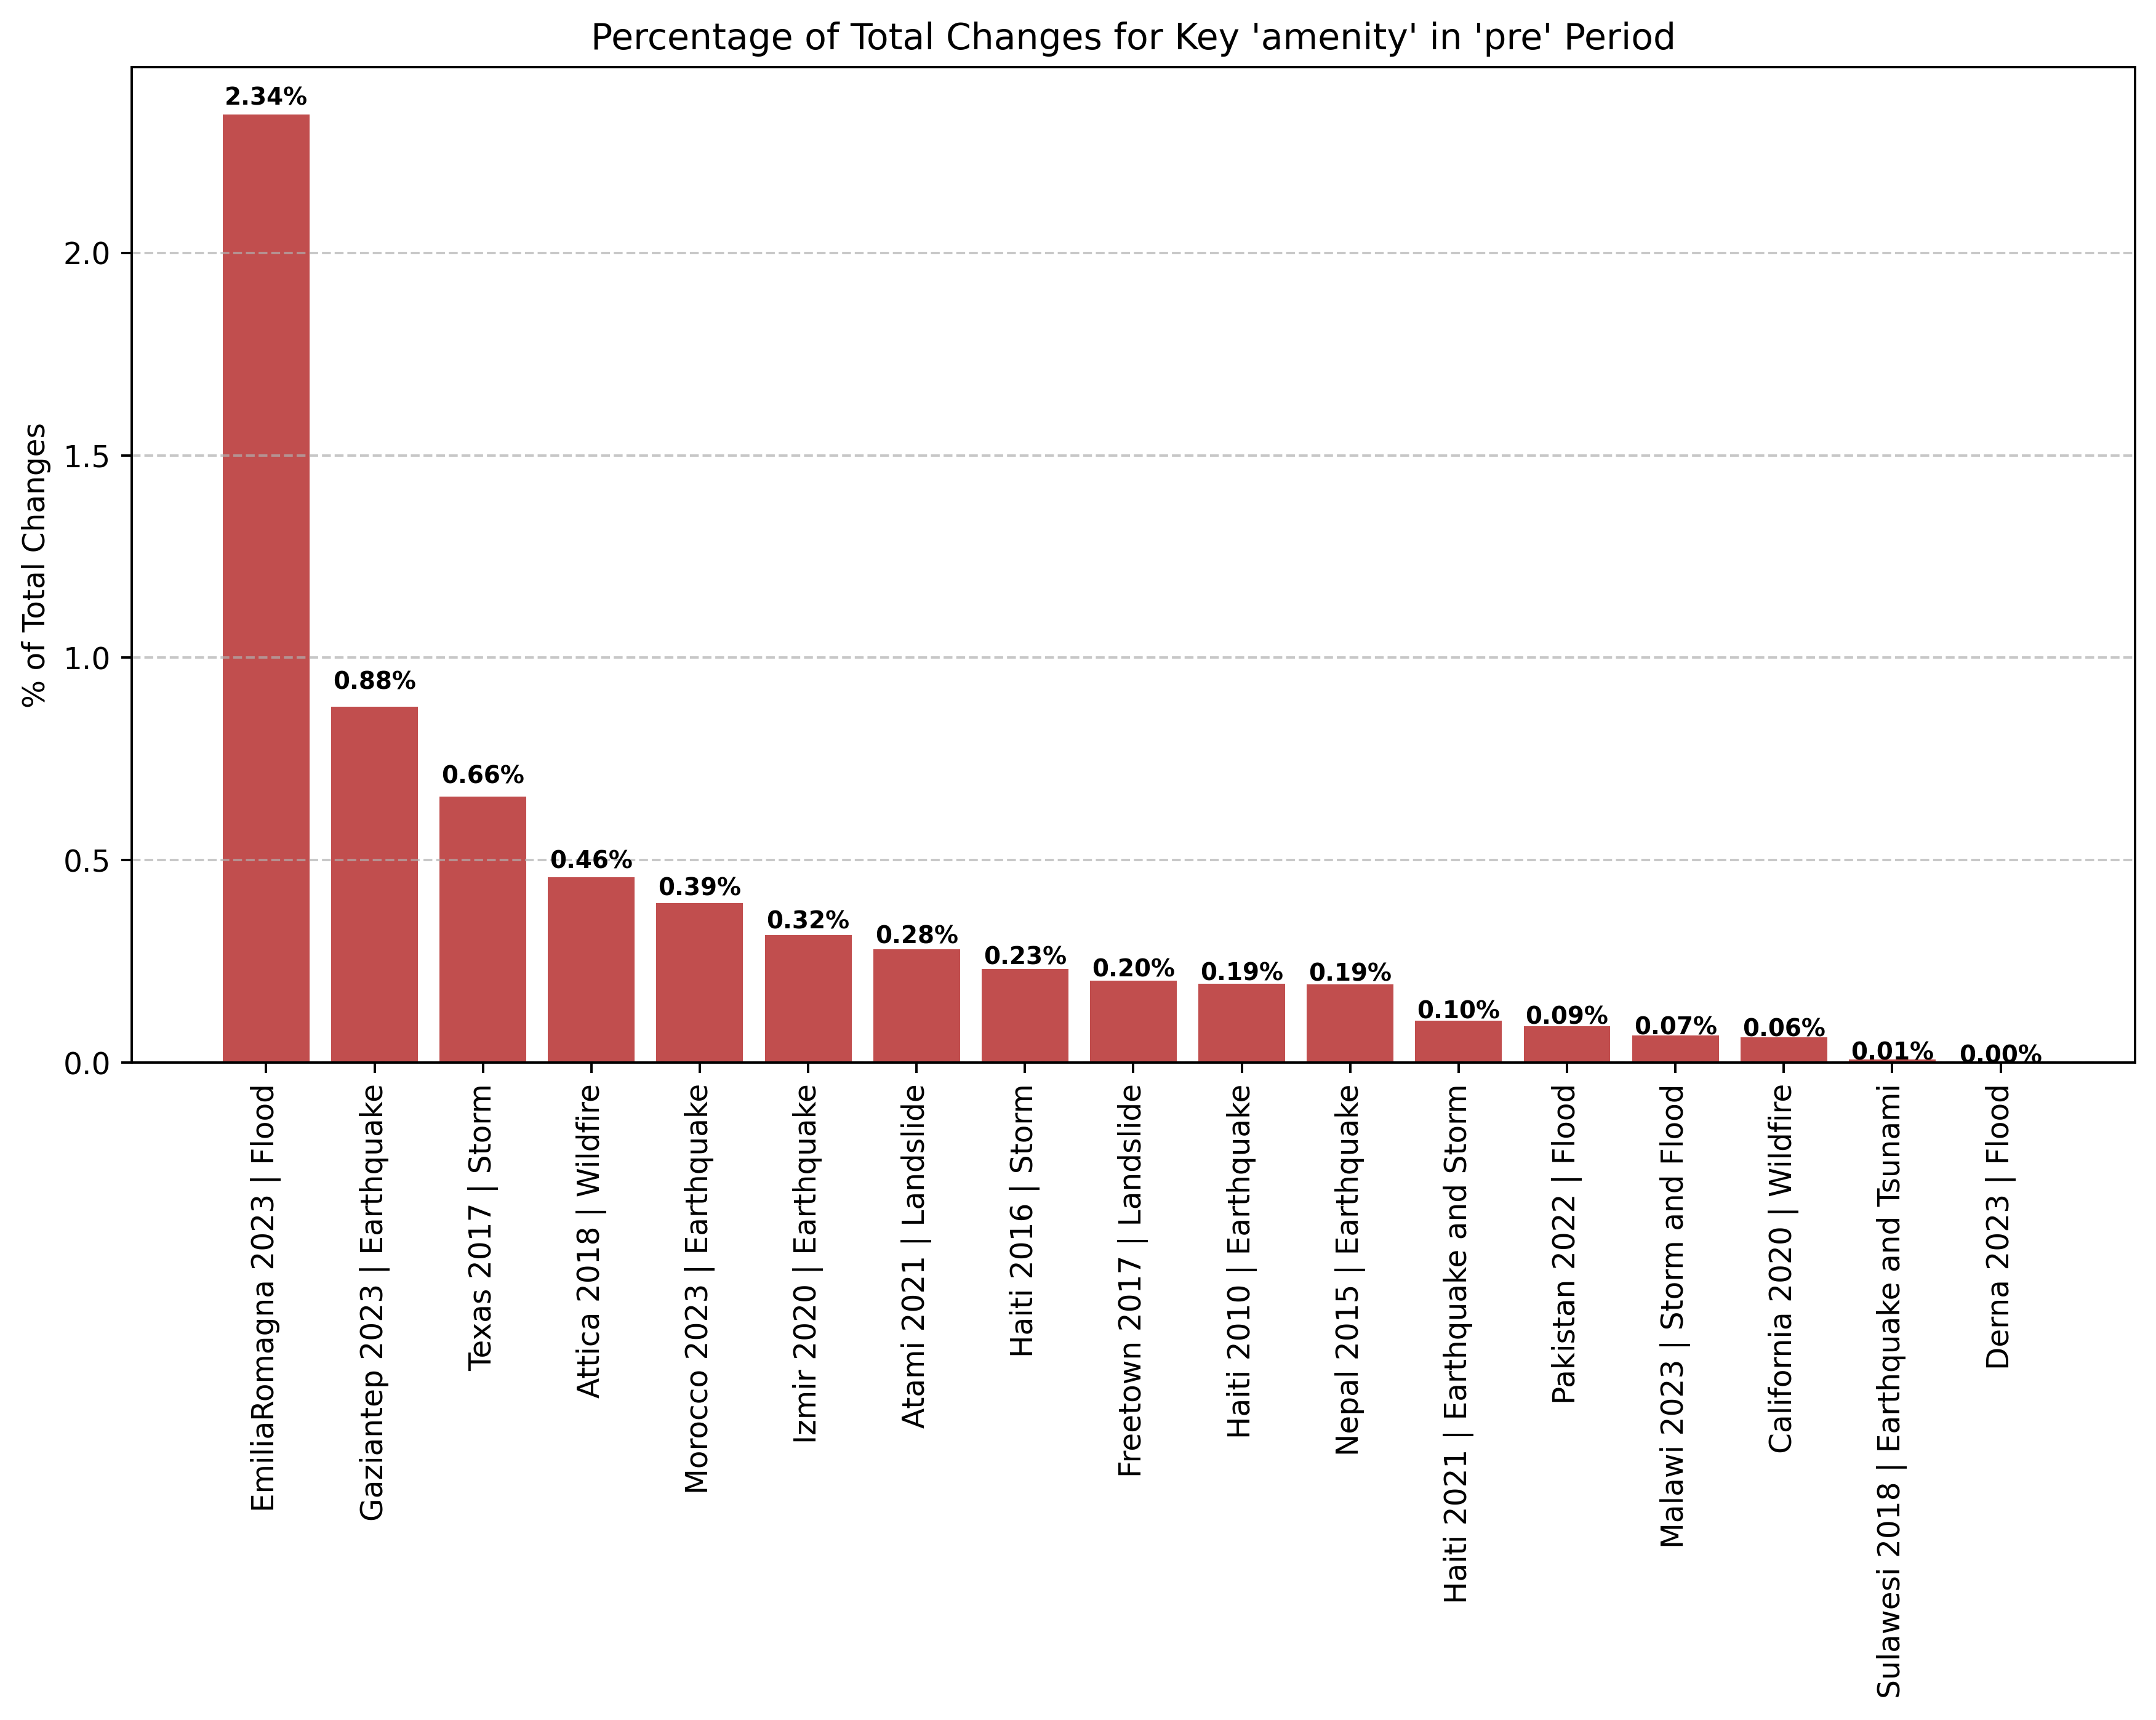 Percentage of Total Changes for Key 'amenity' in 'pre' Period
% of Total Changes
2.0
1.5
1.0
0.5
0.0
2.34%
0.88%
0.66%
0.46%
0.39%
0.32%
0.28%
0.23%
0.20%
0.19%
0.19%
0.10%
0.09%
0.07%
0.06%
0.01%
0.00%
EmiliaRomagna 2023 | Flood
Gaziantep 2023 | Earthquake
Texas 2017 | Storm
Attica 2018 | Wildfire
Morocco 2023 | Earthquake
Izmir 2020 | Earthquake
Atami 2021 | Landslide
Haiti 2016 | Storm
Freetown 2017 | Landslide
Haiti 2010 | Earthquake
Nepal 2015 | Earthquake
Haiti 2021 | Earthquake and Storm
Pakistan 2022 | Flood
Malawi 2023 | Storm and Flood
California 2020 | Wildfire
Sulawesi 2018 | Earthquake and Tsunami
Derna 2023 | Flood